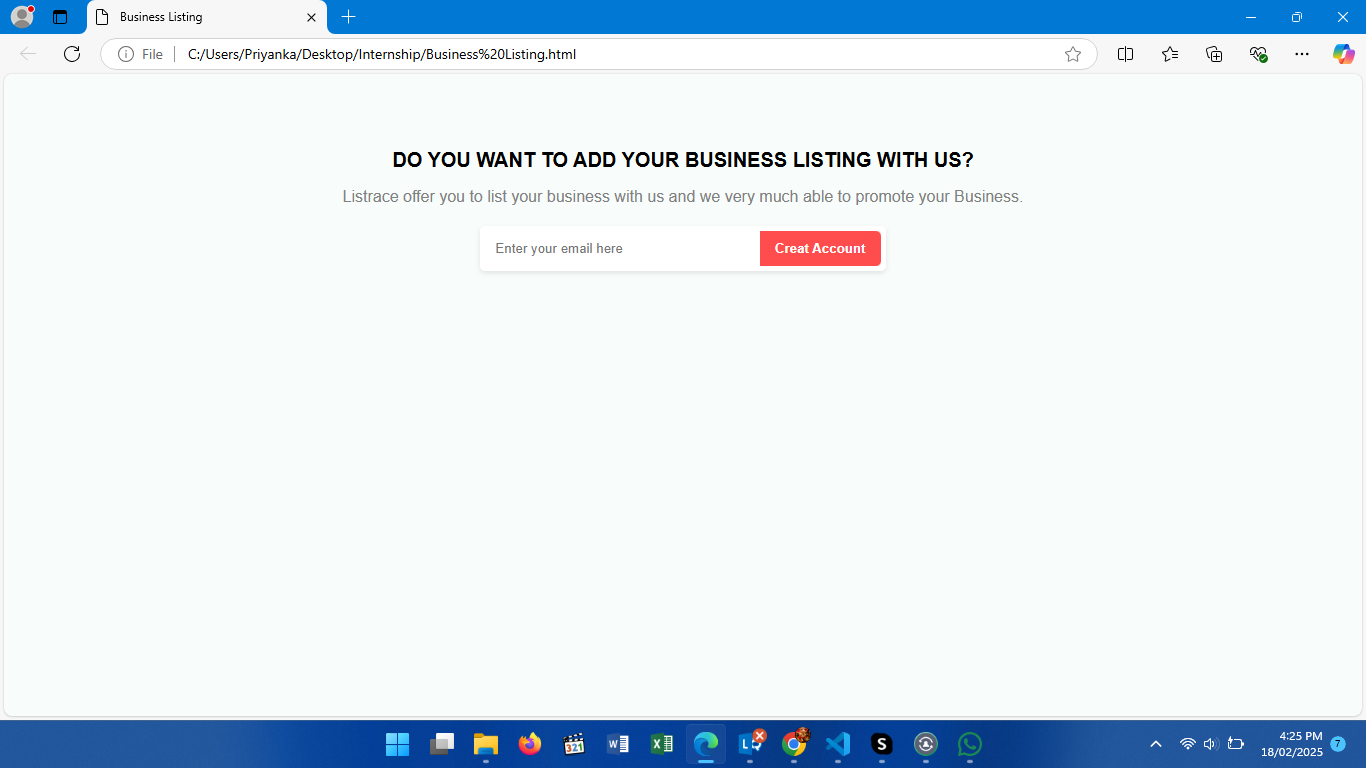 Business Listing
File
C:/Users/Priyanka/Desktop/Internship/Business%20Listing.html
DO YOU WANT TO ADD YOUR BUSINESS LISTING WITH US?
Listrace offer you to list your business with us and we very much able to promote your Business.
Enter your email here
Creat Account
321
W
X
L
S
4:25 PM
18/02/2025
7